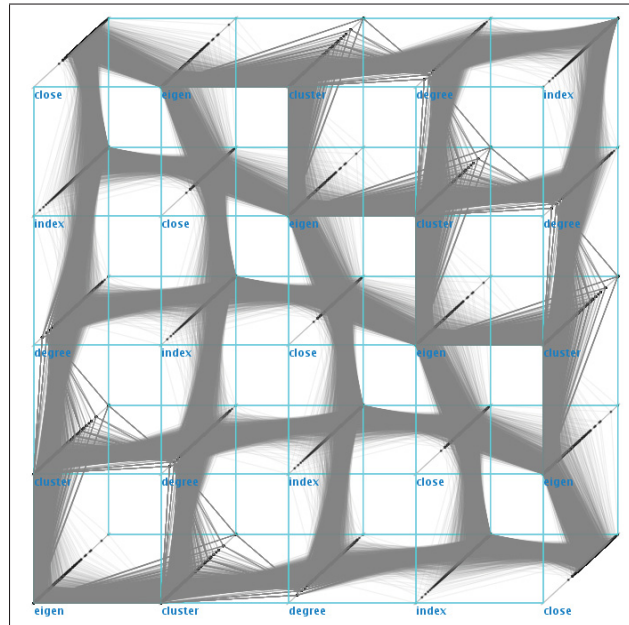 close eigen cluster degree index
index close eigen cluster degree
degree index close eigen cluster
cluster degree index close eigen
eigen cluster degree index close